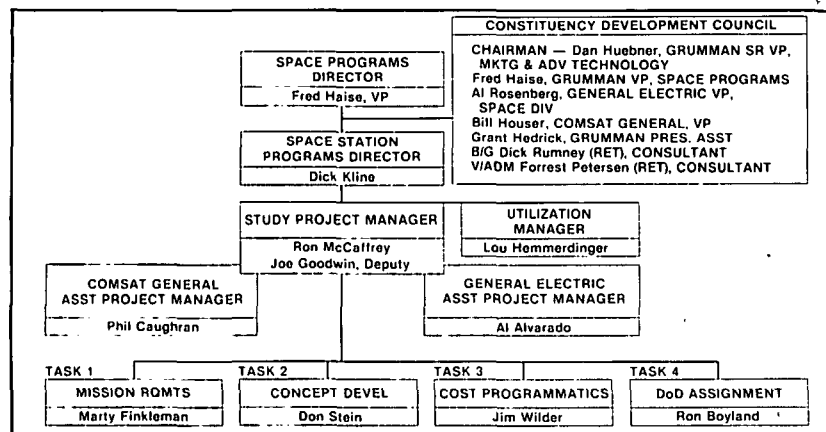 CONSTITUENCY DEVELOPMENT COUNCIL
CHAIRMAN — Dan Huebner, GRUMMAN SR VP,
MKTG & ADV TECHNOLOGY
Fred Haise, GRUMMAN VP, SPACE PROGRAMS
Al Rosenberg, GENERAL ELECTRIC VP,
SPACE DIV
Bill Houser, COMSAT GENERAL, VP
Grant Hedrick, GRUMMAN PRES. ASST
B/G Dick Rumney (RET), CONSULTANT
V/ADM Forrest Petersen (RET), CONSULTANT
SPACE PROGRAMS
DIRECTOR
Fred Haise, VP
SPACE STATION
PROGRAMS DIRECTOR
Dick Kline
STUDY PROJECT MANAGER
Ron McCaffrey
Joe Goodwin, Deputy
UTILIZATION
MANAGER
Lou Hemmerdinger
COMSAT GENERAL
ASST PROJECT MANAGER
Phil Caughran
GENERAL ELECTRIC
ASST PROJECT MANAGER
Al Alvarado
TASK 1
MISSION RQMTS
Marty Finkleman
TASK 2
CONCEPT DEVEL
Don Stein
TASK 3
COST PROGRAMMATICS
Jim Wilder
TASK 4
DoD ASSIGNMENT
Ron Boyland